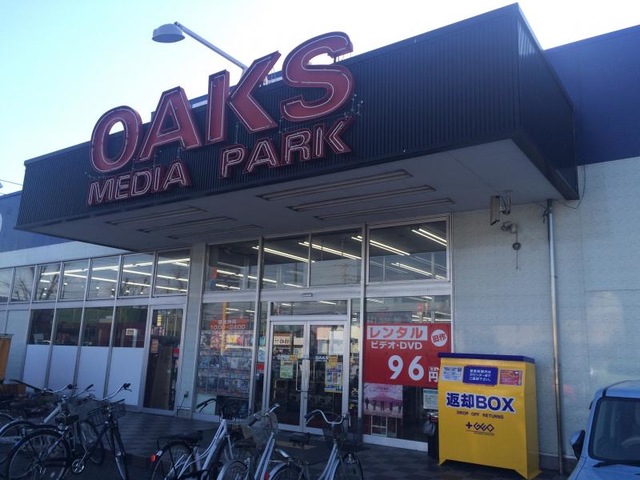 OAKS
MEDIA PARK
レンタル
ビデオ・DVD
旧作
96円
返却BOX
DROP OFF RETURNS
GEO